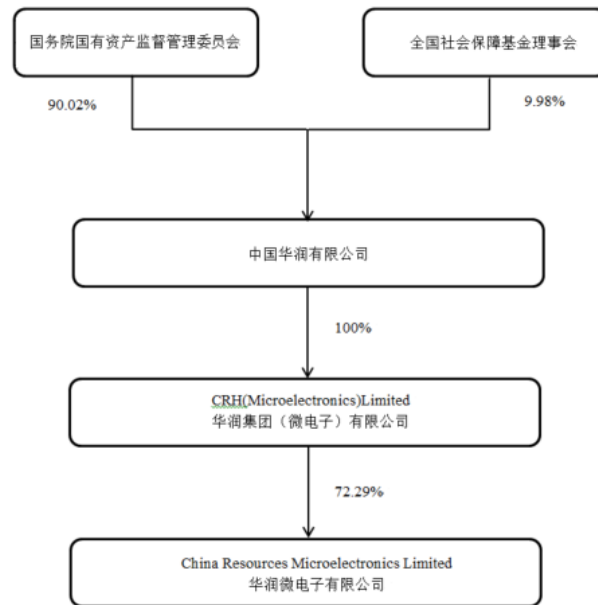 国务院国有资产监督管理委员会
全国社会保障基金理事会
90.02%
9.98%
中国华润有限公司
100%
CRH(Microelectronics)Limited
华润集团（微电子）有限公司
72.29%
China Resources Microelectronics Limited
华润微电子有限公司